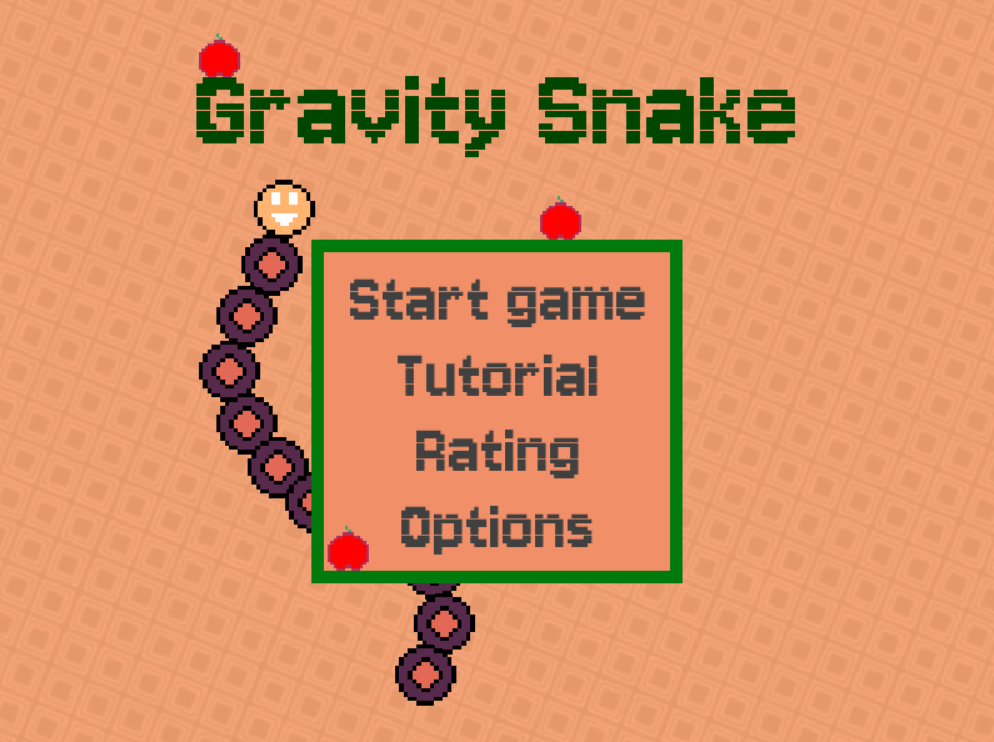 Gravity Snake
Start game
Tutorial
Rating
Options